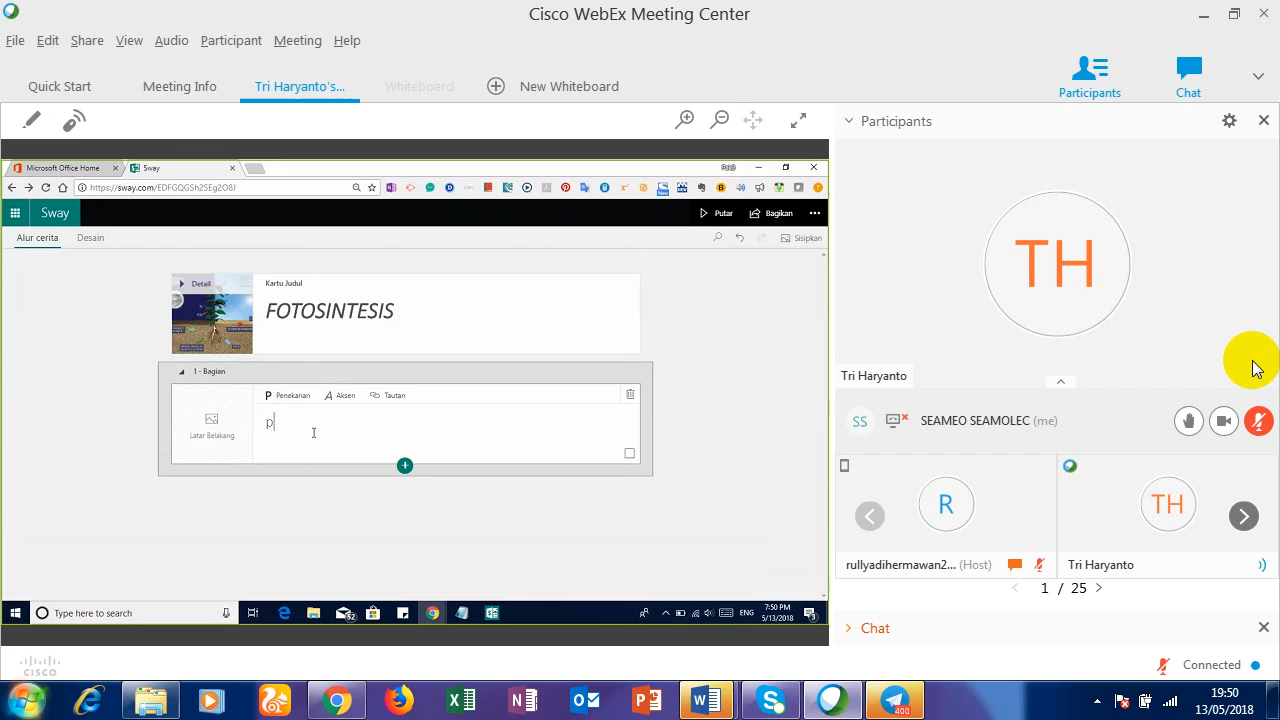 Cisco WebEx Meeting Center
File Edit Share View Audio Participant Meeting Help
Participants
Chat
Quick Start
Meeting Info
Tri Haryanto's...
Whiteboard
New Whiteboard
Participants
Microsoft Office Home
Sway
https://sway.com/EDFGQGSh2SEg2OBJ
Sway
Putar
Bagikan
Alur cerita
Desain
Sisipkan
Detail
Kartu Judul
FOTOSINTESIS
1 - Bagian
P Penekanan
A Aksen
Tautan
Latar Belakang
p
Type here to search
52
ENG
7:50 PM
5/13/2018
3
TH
Tri Haryanto
SS
SEAMEO SEAMOLEC (me)
R
TH
rullyadihermawan2... (Host)
Tri Haryanto
1 / 25
Chat
cisco
Connected
400
19:50
13/05/2018